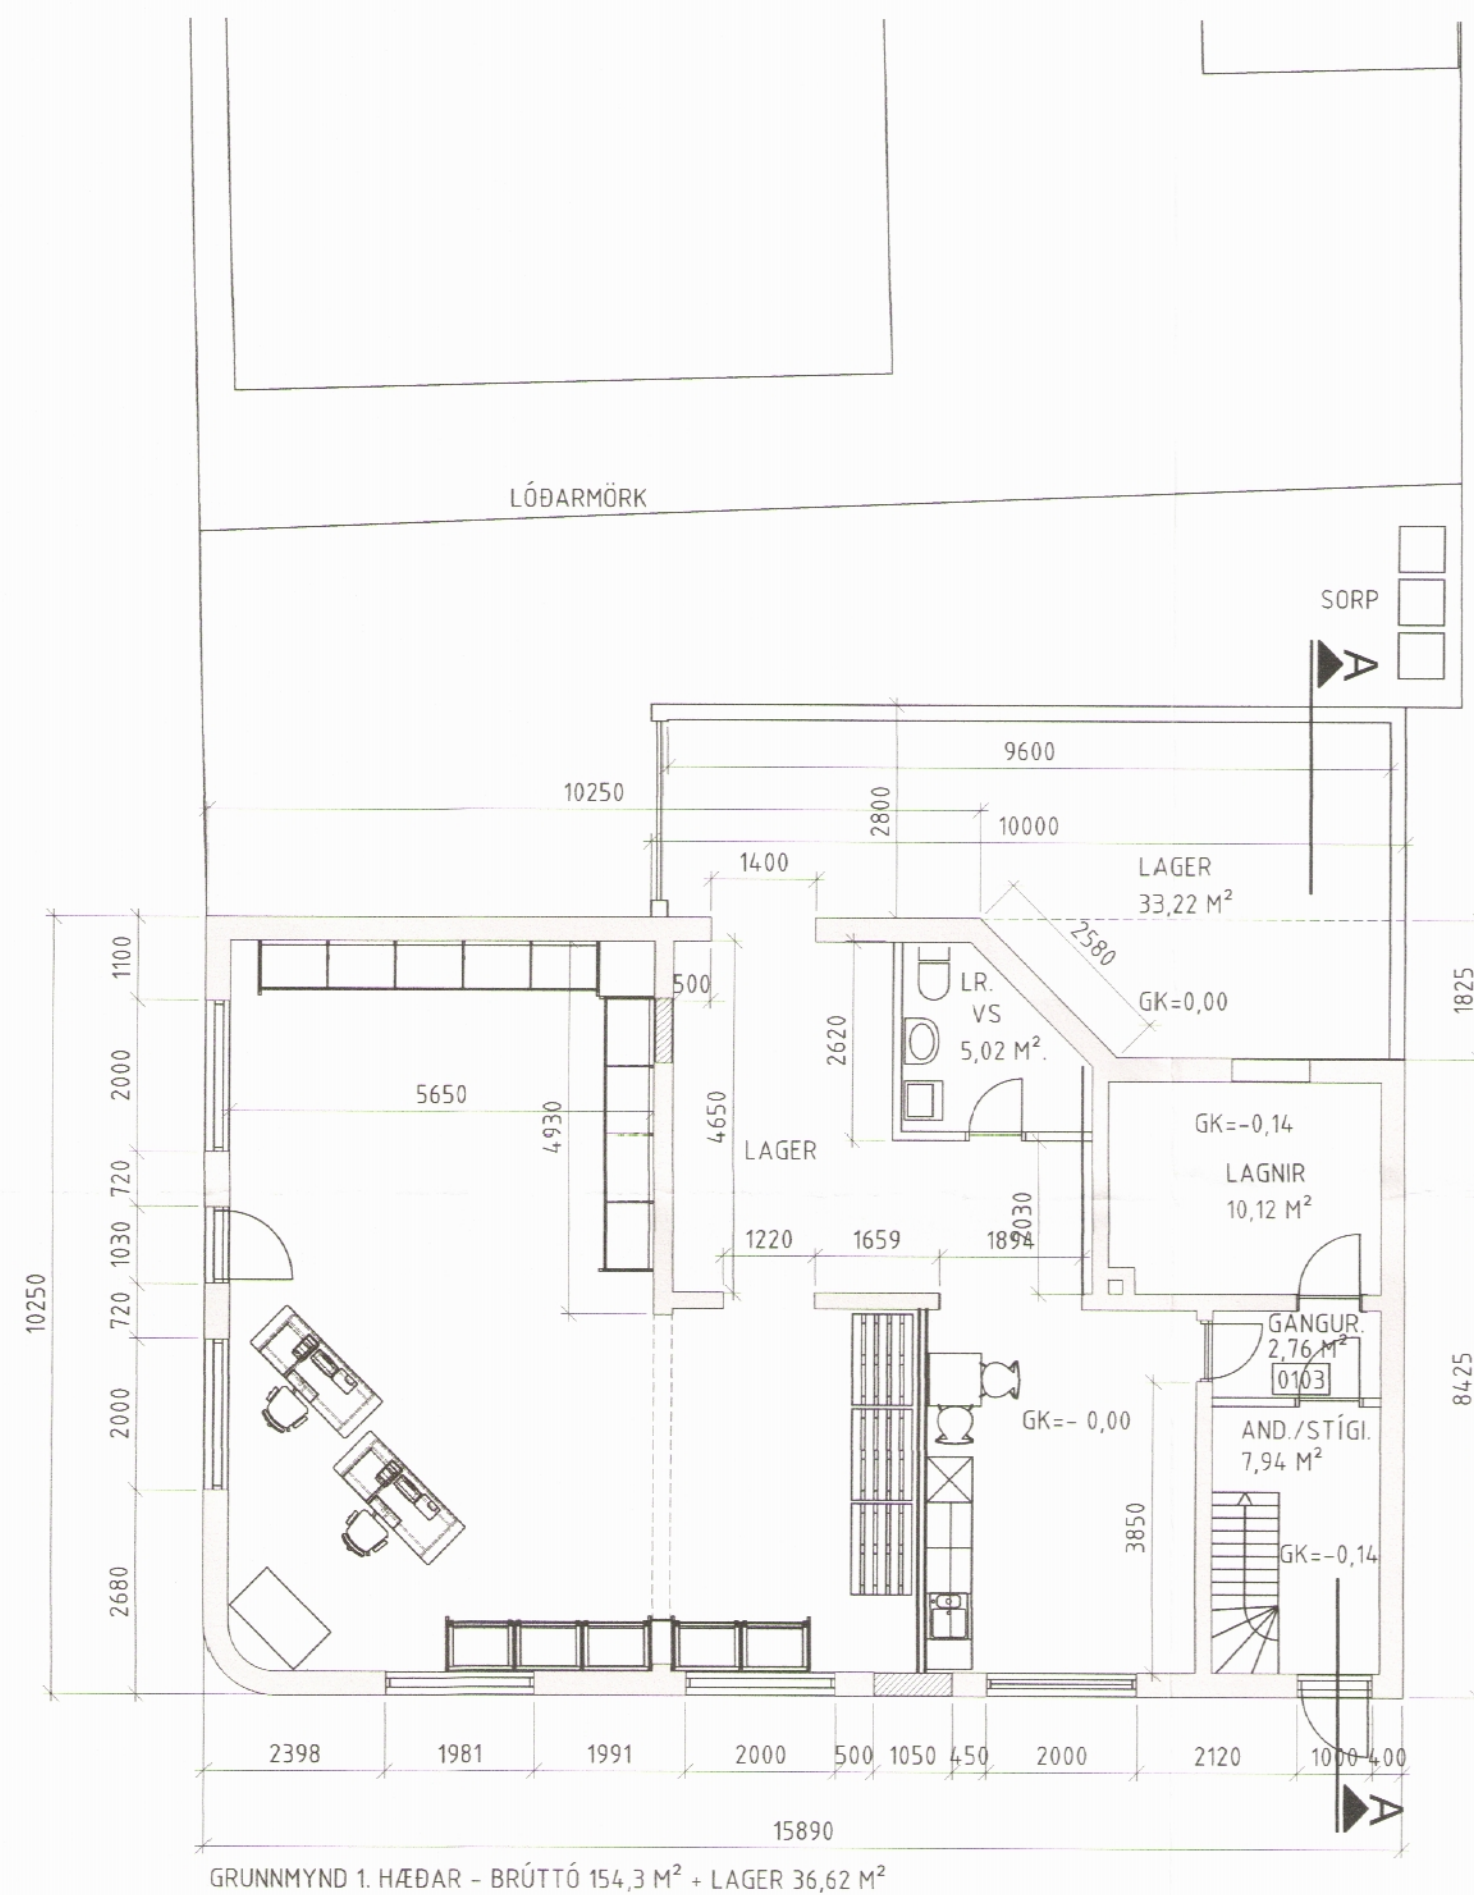 LÓÐARMÖRK
SORP
A
9600
10250
2800
10000
1400
LAGER
33,22 M²
2580
GK=0,00
1825
1100
500
LR.
VS
5,02 M².
2620
2000
5650
4930
4650
LAGER
GK=-0,14
LAGNIR
10,12 M²
720
1030
2030
1220
1659
1894
10250
720
GANGUR.
2,76 M²
0103
8425
2000
GK=- 0,00
AND./STÍGI.
7,94 M²
3850
GK=-0,14
2680
2398
1981
1991
2000
500
1050
450
2000
2120
1000
400
A
15890
GRUNNMYND 1. HÆÐAR - BRÚTTÓ 154,3 M² + LAGER 36,62 M²